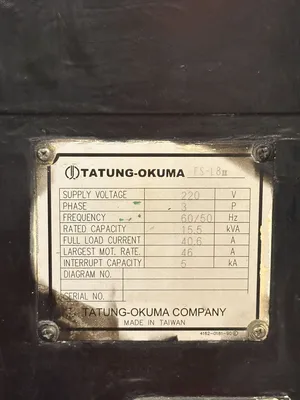 TATUNG-OKUMA ES-L8II
SUPPLY VOLTAGE 220 V
PHASE 3 P
FREQUENCY 60/50 Hz
RATED CAPACITY 15.5 kVA
FULL LOAD CURRENT 40.6 A
LARGEST MOT. RATE. 46 A
INTERRUPT CAPACITY 5 kA
DIAGRAM NO.
SERIAL NO.
TATUNG-OKUMA COMPANY
MADE IN TAIWAN